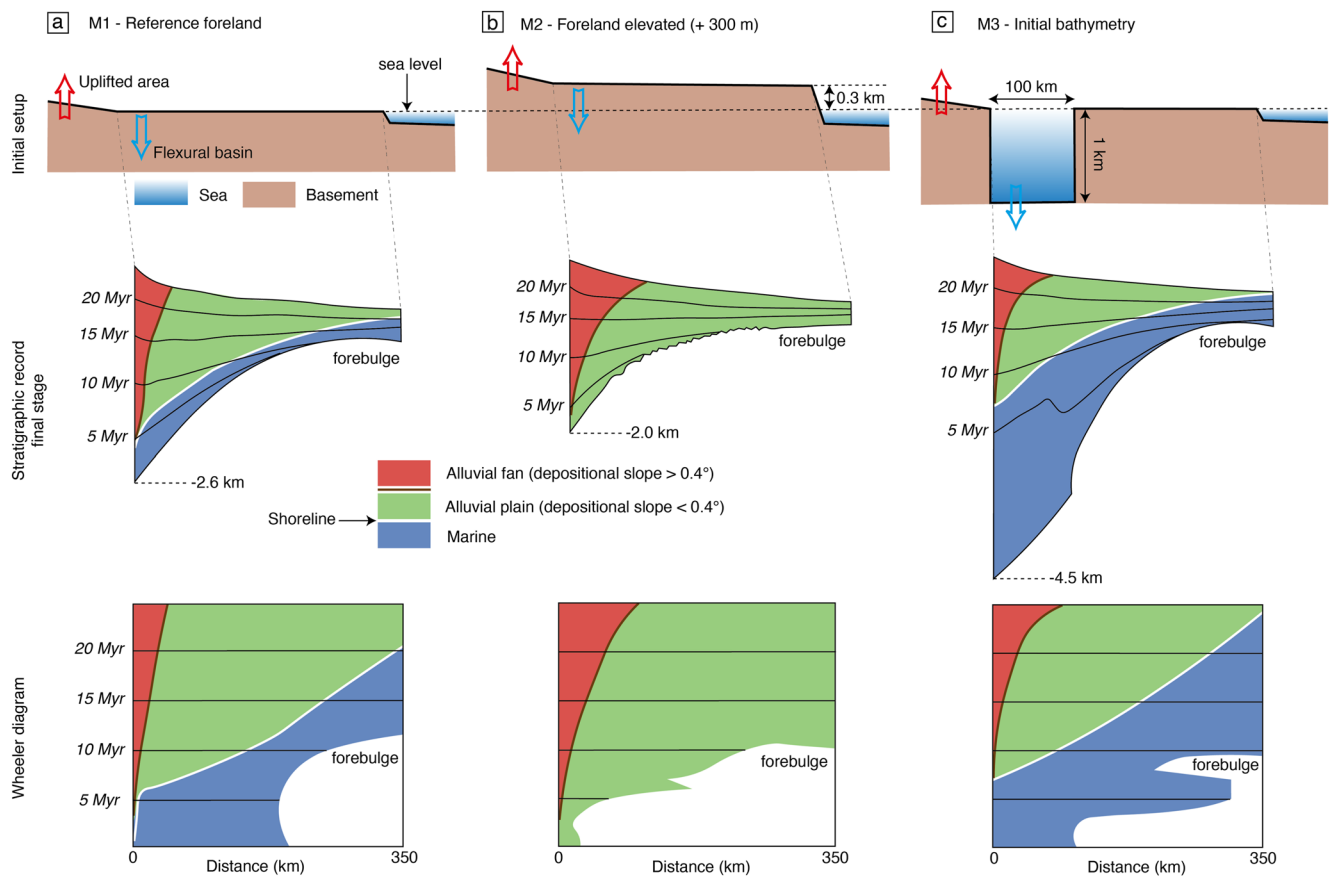 a M1 - Reference foreland
b M2 - Foreland elevated (+ 300 m)
c M3 - Initial bathymetry
Initial setup
Uplifted area
sea level
Flexural basin
Sea
Basement
0.3 km
100 km
1 km
Stratigraphic record
final stage
20 Myr
15 Myr
10 Myr
5 Myr
forebulge
-2.6 km
20 Myr
15 Myr
10 Myr
5 Myr
forebulge
-2.0 km
20 Myr
15 Myr
10 Myr
5 Myr
forebulge
-4.5 km
Alluvial fan (depositional slope > 0.4°)
Alluvial plain (depositional slope < 0.4°)
Shoreline
Marine
Wheeler diagram
20 Myr
15 Myr
10 Myr
5 Myr
forebulge
0
Distance (km)
350
forebulge
0
Distance (km)
350
forebulge
0
Distance (km)
350